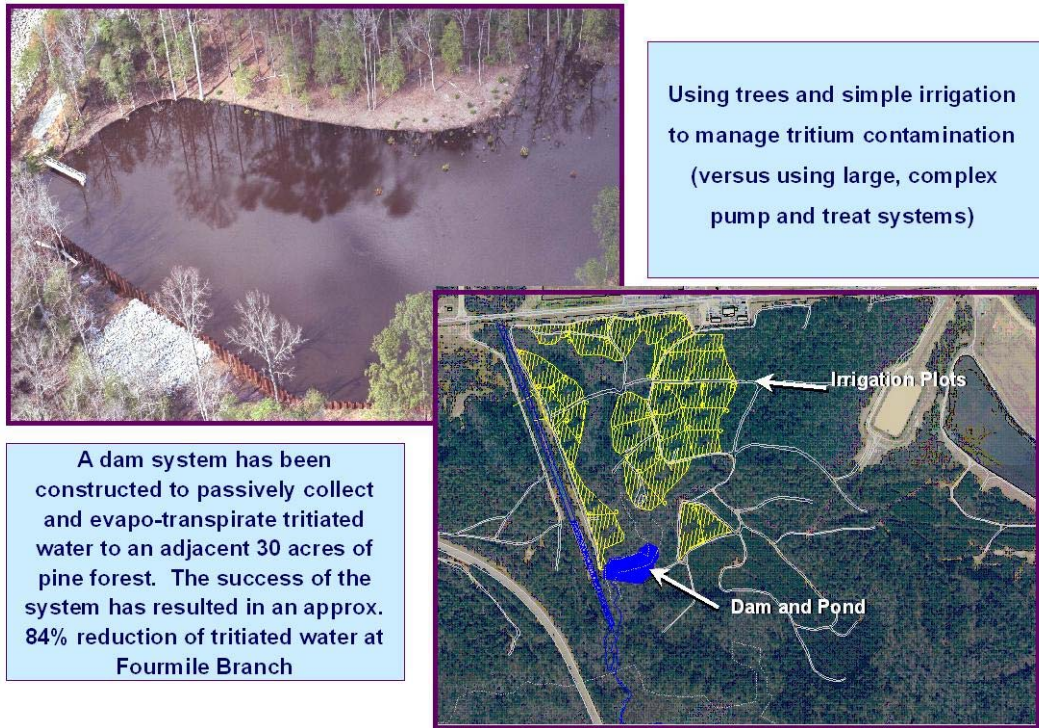 Using trees and simple irrigation
to manage tritium contamination
(versus using large, complex
pump and treat systems)
Irrigation Plots
Dam and Pond
A dam system has been
constructed to passively collect
and evapo-transpirate tritiated
water to an adjacent 30 acres of
pine forest.  The success of the
system has resulted in an approx.
84% reduction of tritiated water at
Fourmile Branch